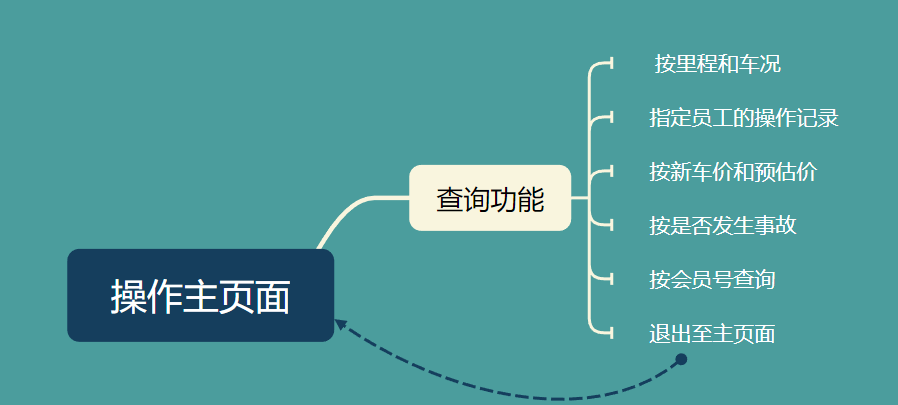 按里程和车况
指定员工的操作记录
按新车价和预估价
查询功能
按是否发生事故
按会员号查询
操作主页面
退出至主页面